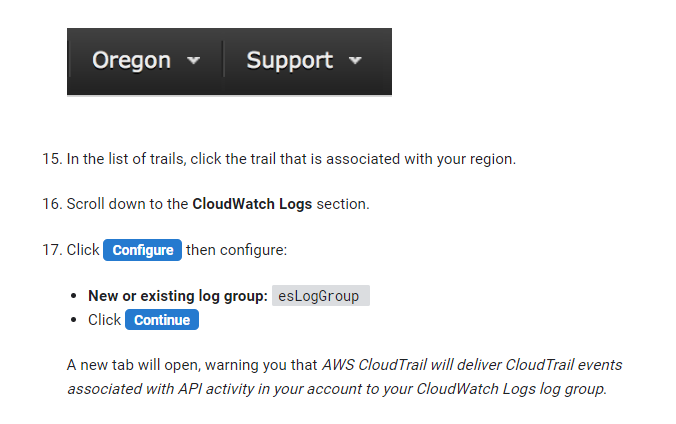 Oregon Support
15. In the list of trails, click the trail that is associated with your region.
16. Scroll down to the CloudWatch Logs section.
17. Click Configure then configure:
• New or existing log group: esLogGroup
• Click Continue
A new tab will open, warning you that AWS CloudTrail will deliver CloudTrail events
associated with API activity in your account to your CloudWatch Logs log group.